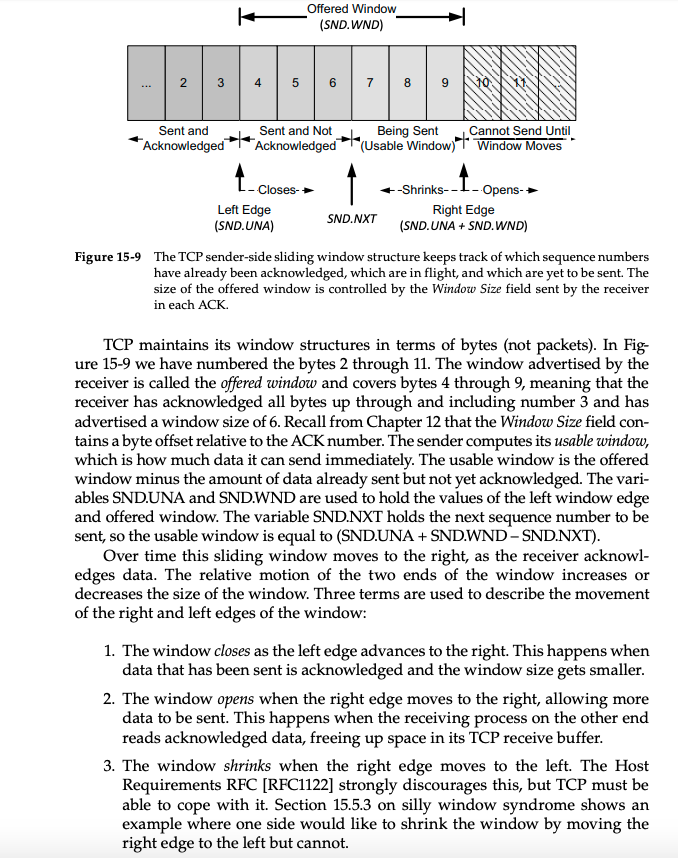 Offered Window
(SND.WND)
... 2 3 4 5 6 7 8 9 10 11 ...
Sent and Acknowledged
Sent and Not Acknowledged
Being Sent (Usable Window)
Cannot Send Until Window Moves
Closes
Shrinks
Opens
Left Edge
(SND.UNA)
SND.NXT
Right Edge
(SND.UNA + SND.WND)
Figure 15-9 The TCP sender-side sliding window structure keeps track of which sequence numbers
have already been acknowledged, which are in flight, and which are yet to be sent. The
size of the offered window is controlled by the Window Size field sent by the receiver
in each ACK.
TCP maintains its window structures in terms of bytes (not packets). In Fig-
ure 15-9 we have numbered the bytes 2 through 11. The window advertised by the
receiver is called the offered window and covers bytes 4 through 9, meaning that the
receiver has acknowledged all bytes up through and including number 3 and has
advertised a window size of 6. Recall from Chapter 12 that the Window Size field con-
tains a byte offset relative to the ACK number. The sender computes its usable window,
which is how much data it can send immediately. The usable window is the offered
window minus the amount of data already sent but not yet acknowledged. The vari-
ables SND.UNA and SND.WND are used to hold the values of the left window edge
and offered window. The variable SND.NXT holds the next sequence number to be
sent, so the usable window is equal to (SND.UNA + SND.WND – SND.NXT).
Over time this sliding window moves to the right, as the receiver acknowl-
edges data. The relative motion of the two ends of the window increases or
decreases the size of the window. Three terms are used to describe the movement
of the right and left edges of the window:
1. The window closes as the left edge advances to the right. This happens when
data that has been sent is acknowledged and the window size gets smaller.
2. The window opens when the right edge moves to the right, allowing more
data to be sent. This happens when the receiving process on the other end
reads acknowledged data, freeing up space in its TCP receive buffer.
3. The window shrinks when the right edge moves to the left. The Host
Requirements RFC [RFC1122] strongly discourages this, but TCP must be
able to cope with it. Section 15.5.3 on silly window syndrome shows an
example where one side would like to shrink the window by moving the
right edge to the left but cannot.